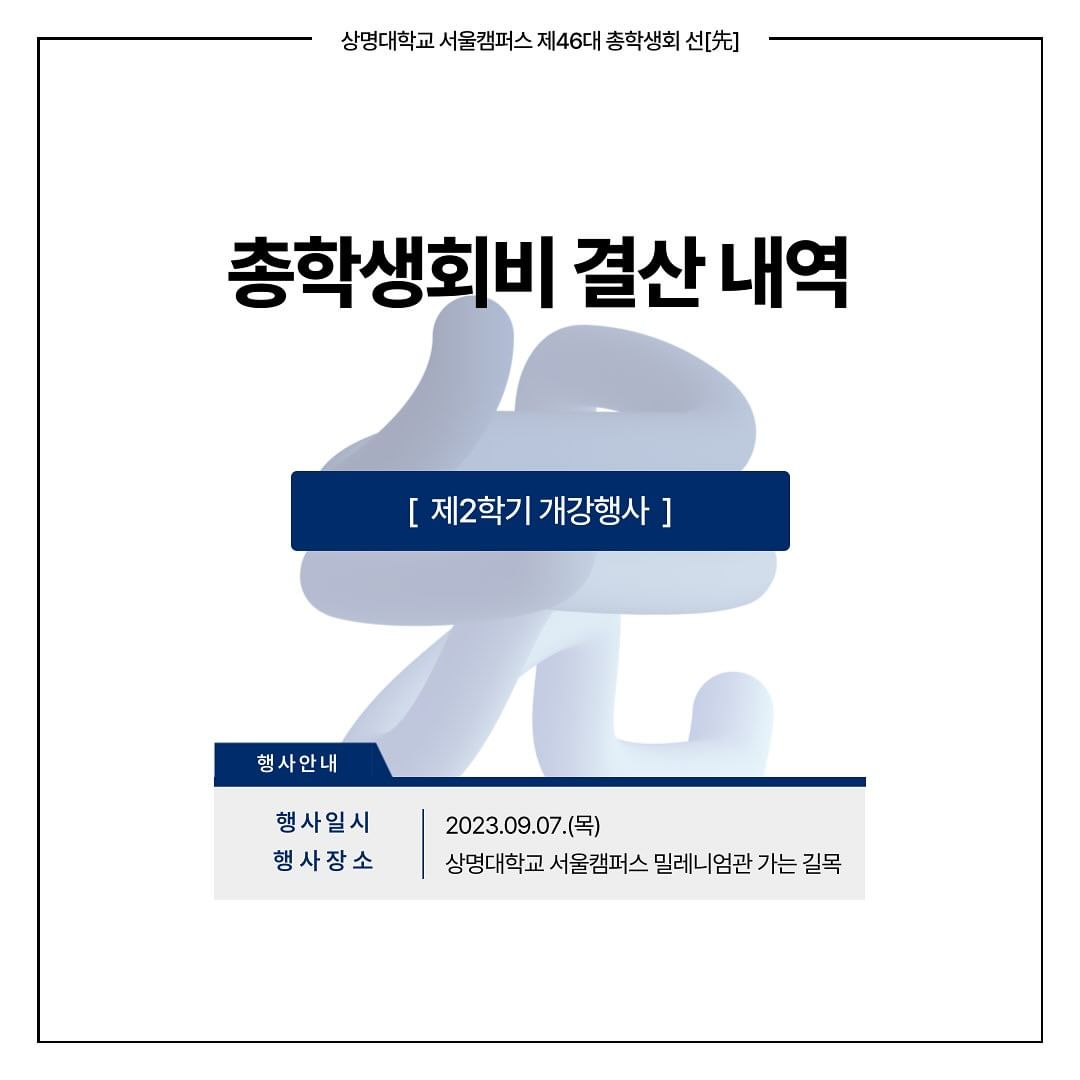 상명대학교 서울캠퍼스 제46대 총학생회 선[先]
총학생회비 결산 내역
先
[ 제2학기 개강행사 ]
행사안내
행사일시 2023.09.07.(목)
행사장소 상명대학교 서울캠퍼스 밀레니엄관 가는 길목